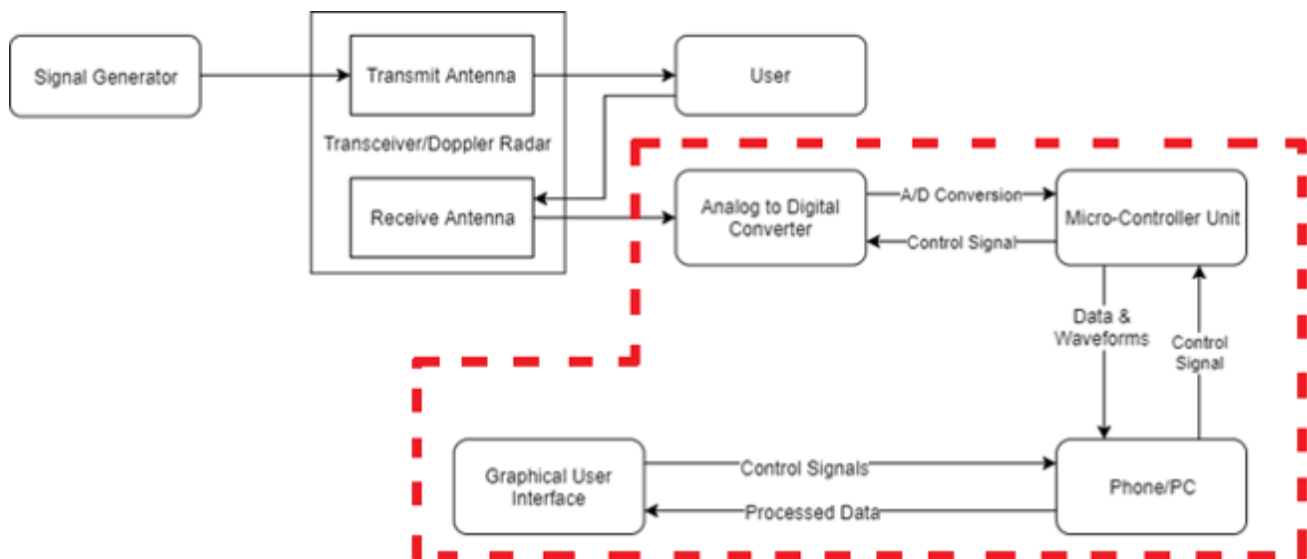 Signal Generator
Transmit Antenna
User
Transceiver/Doppler Radar
Receive Antenna
Analog to Digital
Converter
A/D Conversion
Control Signal
Micro-Controller Unit
Data &
Waveforms
Control
Signal
Graphical User
Interface
Control Signals
Processed Data
Phone/PC